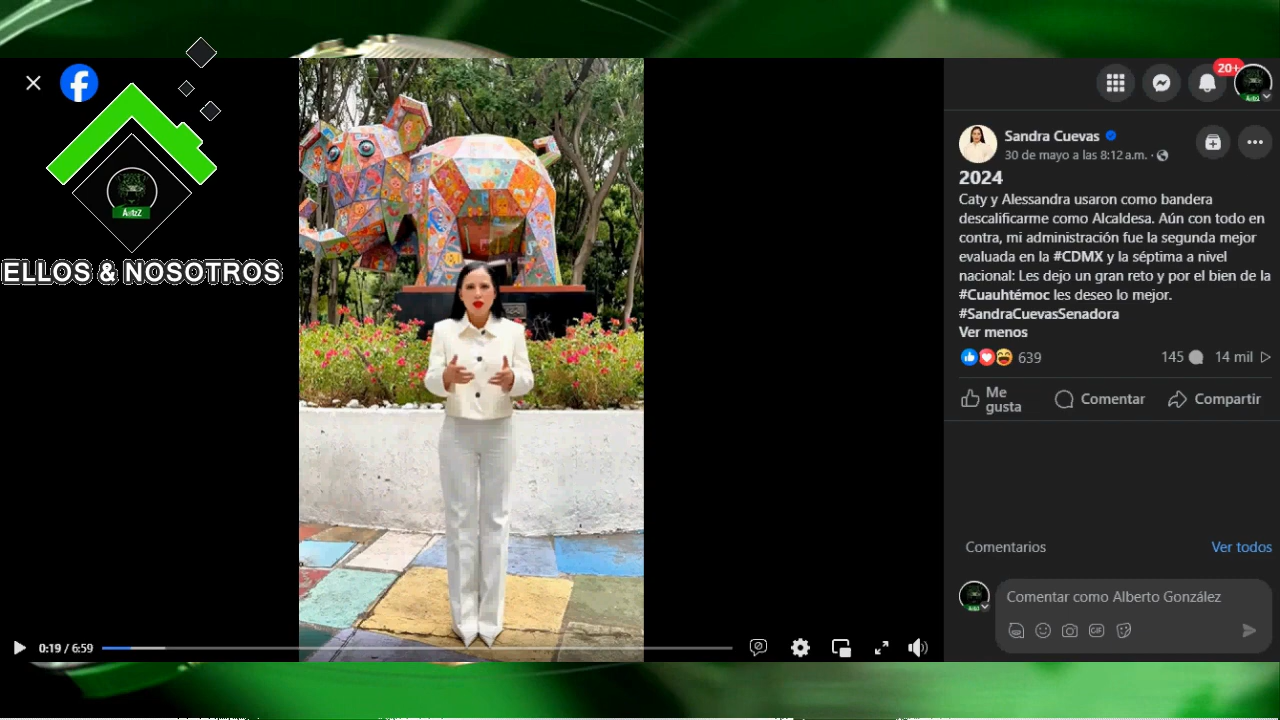 ELLOS & NOSOTROS
ArttzZ
0:19 / 6:59
20+
Sandra Cuevas
30 de mayo a las 8:12 a.m. ·
2024
Caty y Alessandra usaron como bandera
descalificarme como Alcaldesa. Aún con todo en
contra, mi administración fue la segunda mejor
evaluada en la #CDMX y la séptima a nivel
nacional: Les dejo un gran reto y por el bien de la
#Cuauhtémoc les deseo lo mejor.
#SandraCuevasSenadora
Ver menos
639
145
14 mil
Me
gusta
Comentar
Compartir
Comentarios
Ver todos
Comentar como Alberto González
GIF